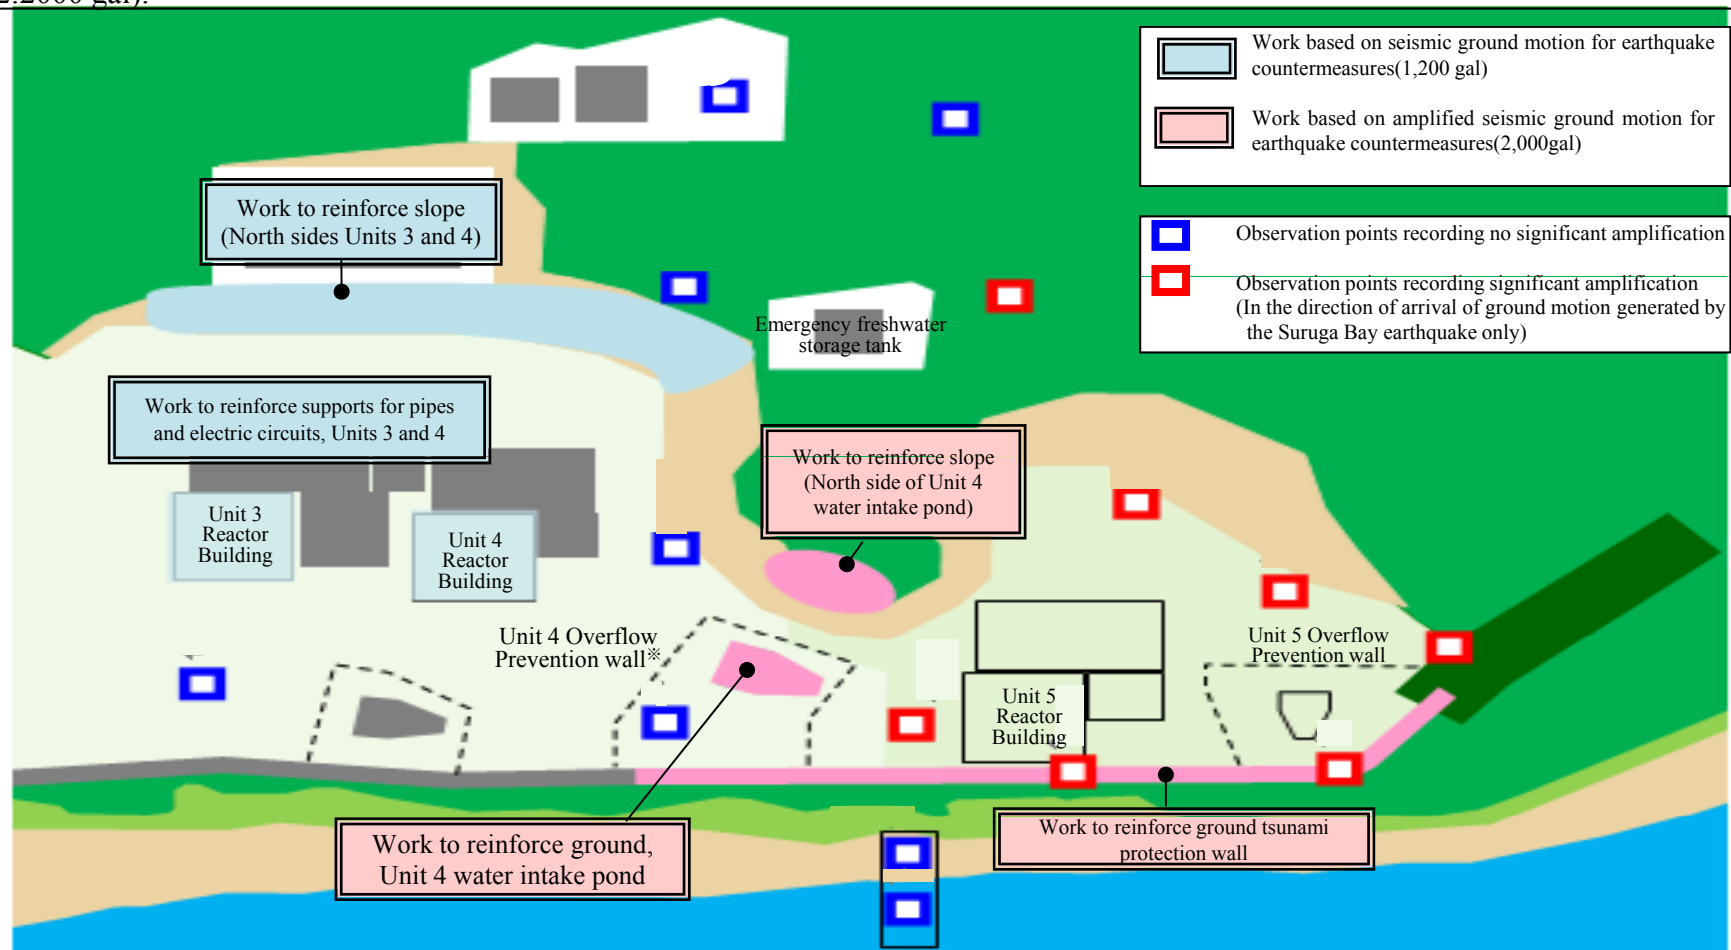 2.2000 gal).
Work based on seismic ground motion for earthquake
countermeasures(1,200 gal)
Work based on amplified seismic ground motion for
earthquake countermeasures(2,000gal)
Work to reinforce slope
(North sides Units 3 and 4)
Observation points recording no significant amplification
Observation points recording significant amplification
(In the direction of arrival of ground motion generated by
the Suruga Bay earthquake only)
Emergency freshwater
storage tank
Work to reinforce supports for pipes
and electric circuits, Units 3 and 4
Work to reinforce slope
(North side of Unit 4
water intake pond)
Unit 3
Reactor
Building
Unit 4
Reactor
Building
Unit 4 Overflow
Prevention wall※
Unit 5 Overflow
Prevention wall
Unit 5
Reactor
Building
Work to reinforce ground,
Unit 4 water intake pond
Work to reinforce ground tsunami
protection wall